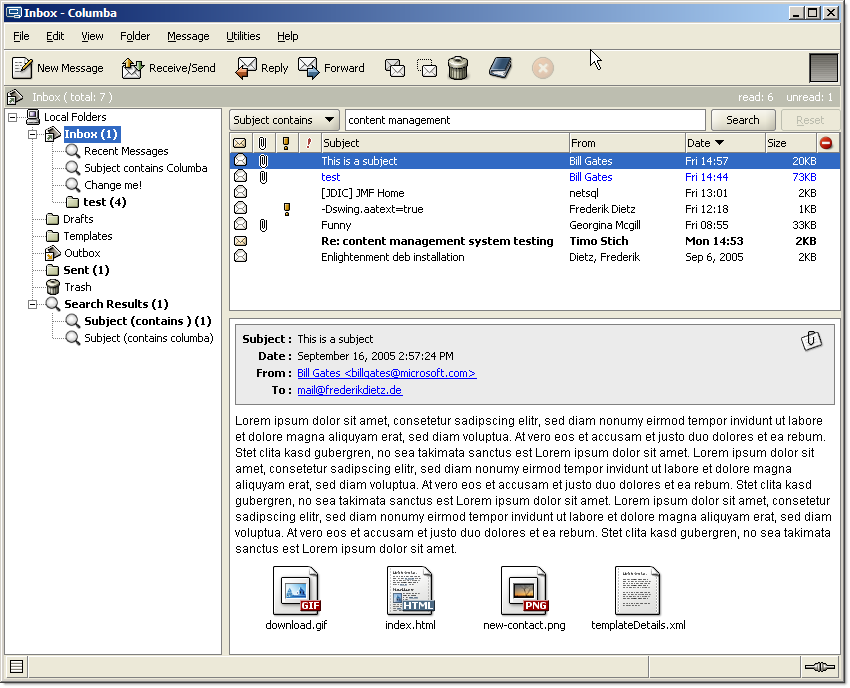 Inbox - Columba
File Edit View Folder Message Utilities Help
New Message Receive/Send Reply Forward
Inbox ( total: 7 ) read: 6 unread: 1
Local Folders
Inbox (1)
Recent Messages
Subject contains Columba
Change me!
test (4)
Drafts
Templates
Outbox
Sent (1)
Trash
Search Results (1)
Subject (contains ) (1)
Subject (contains columba)
Subject contains content management Search Reset
! Subject From Date Size
This is a subject Bill Gates Fri 14:57 20KB
test Bill Gates Fri 14:44 73KB
[JDIC] JMF Home netsql Fri 13:01 2KB
-Dswing.aatext=true Frederik Dietz Fri 12:18 1KB
Funny Georgina Mcgill Fri 08:55 33KB
Re: content management system testing Timo Stich Mon 14:53 2KB
Enlightenment deb installation Dietz, Frederik Sep 6, 2005 2KB
Subject : This is a subject
Date : September 16, 2005 2:57:24 PM
From : Bill Gates <billgates@microsoft.com>
To : mail@frederikdietz.de
Lorem ipsum dolor sit amet, consetetur sadipscing elitr, sed diam nonumy eirmod tempor invidunt ut labore
et dolore magna aliquyam erat, sed diam voluptua. At vero eos et accusam et justo duo dolores et ea rebum.
Stet clita kasd gubergren, no sea takimata sanctus est Lorem ipsum dolor sit amet. Lorem ipsum dolor sit
amet, consetetur sadipscing elitr, sed diam nonumy eirmod tempor invidunt ut labore et dolore magna
aliquyam erat, sed diam voluptua. At vero eos et accusam et justo duo dolores et ea rebum. Stet clita kasd
gubergren, no sea takimata sanctus est Lorem ipsum dolor sit amet. Lorem ipsum dolor sit amet, consetetur
sadipscing elitr, sed diam nonumy eirmod tempor invidunt ut labore et dolore magna aliquyam erat, sed diam
voluptua. At vero eos et accusam et justo duo dolores et ea rebum. Stet clita kasd gubergren, no sea takimata
sanctus est Lorem ipsum dolor sit amet.
GIF HTML PNG
download.gif index.html new-contact.png templateDetails.xml